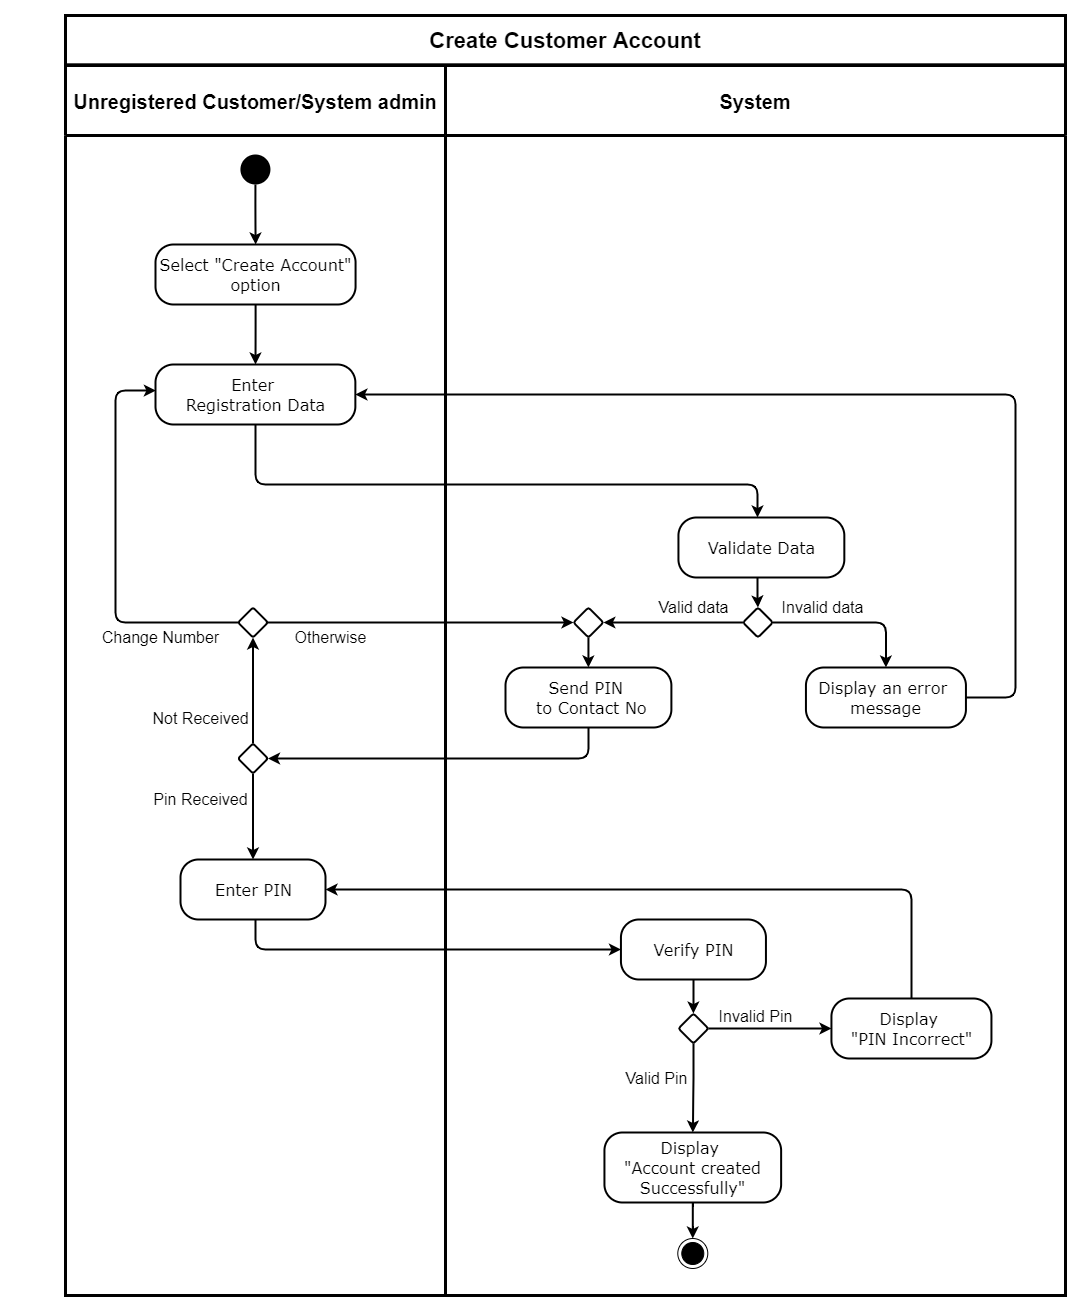 Create Customer Account
Unregistered Customer/System admin
System
Select "Create Account"
option
Enter
Registration Data
Validate Data
Valid data
Invalid data
Change Number
Otherwise
Send PIN
to Contact No
Display an error
message
Not Received
Pin Received
Enter PIN
Verify PIN
Invalid Pin
Display
"PIN Incorrect"
Valid Pin
Display
"Account created
Successfully"